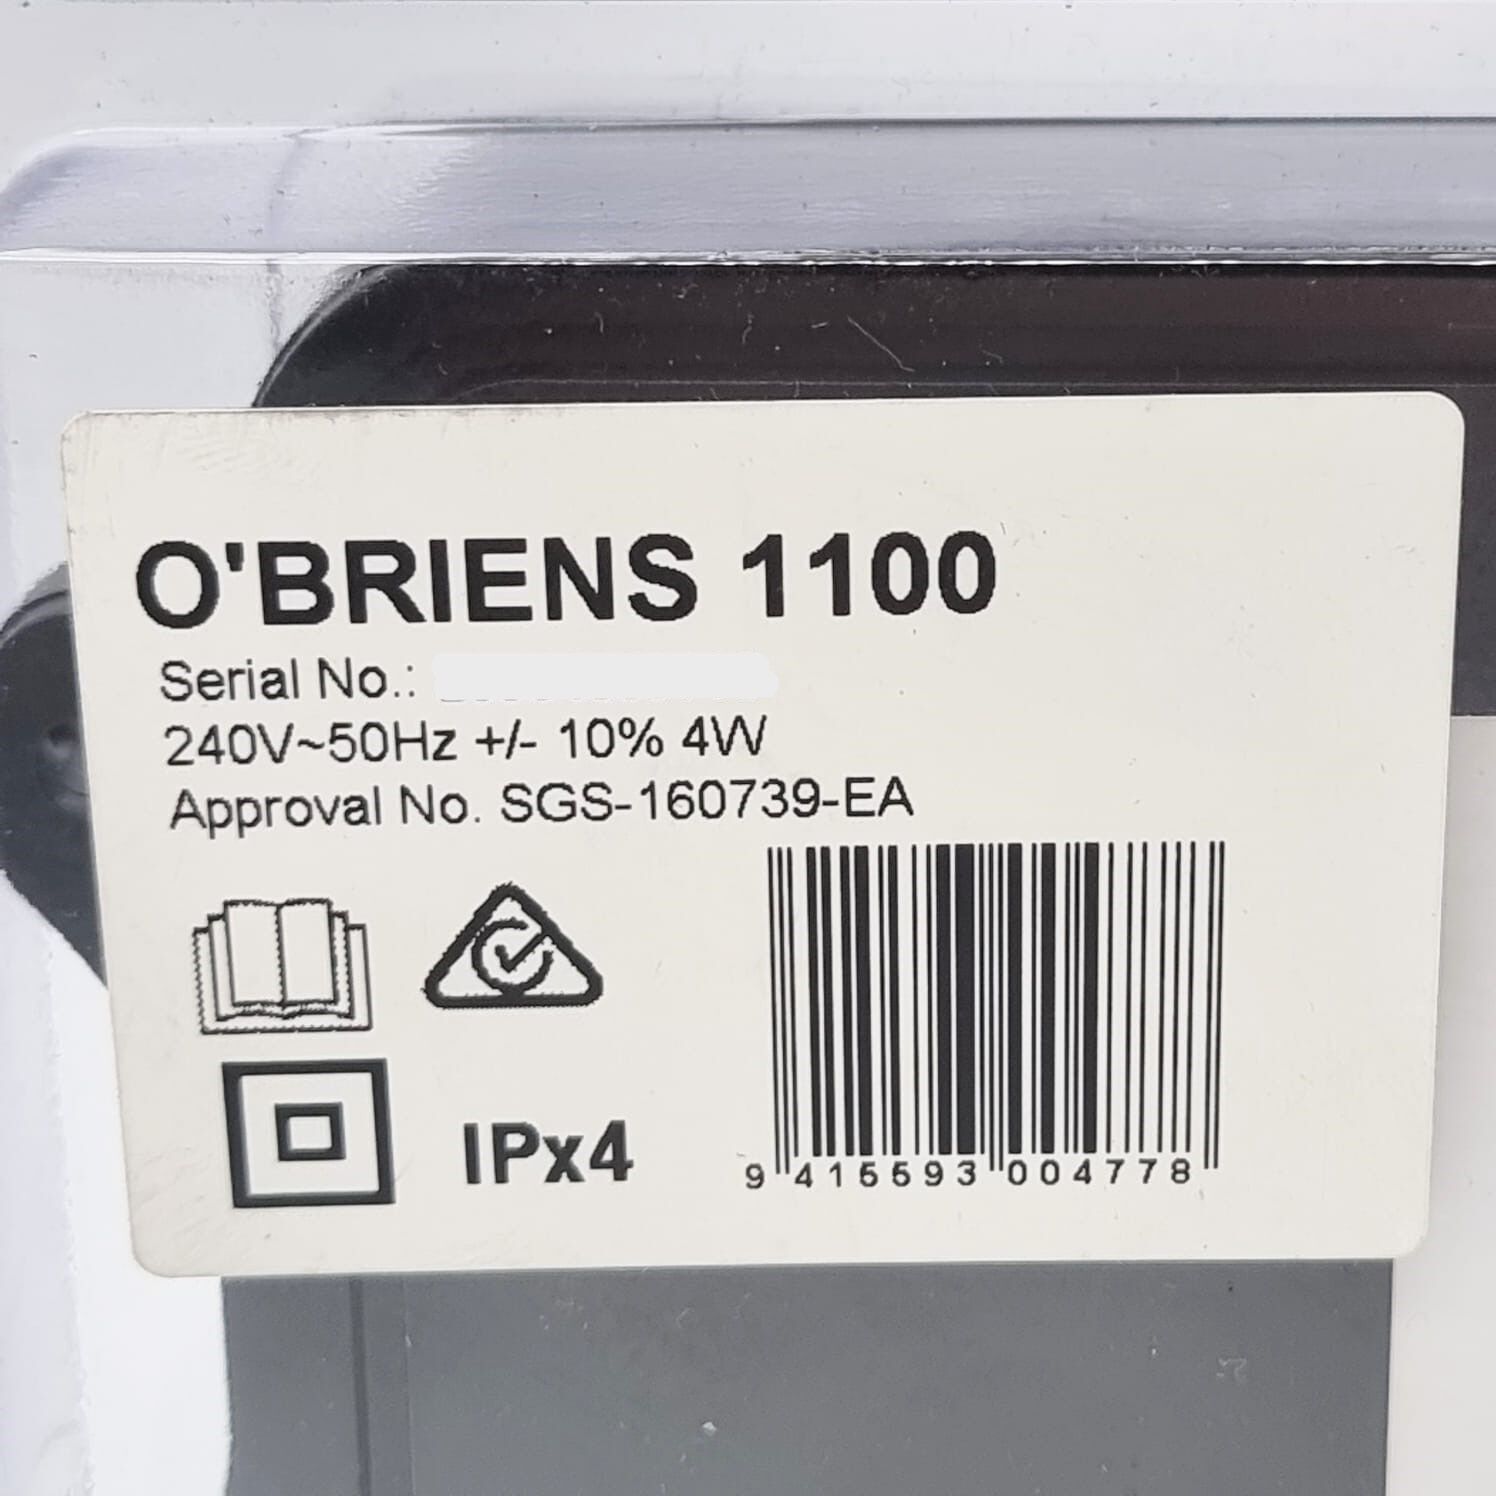 O'BRIENS 1100
Serial No.:
240V~50Hz +/- 10% 4W
Approval No. SGS-160739-EA
IPx4
9 415593 004778